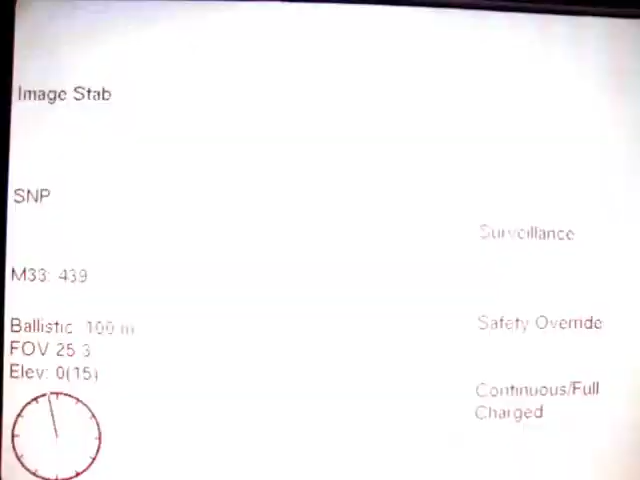 Image Stab
SNP
Surveillance
M33: 439
Safety Override
Ballistic 100 m
FOV 25.3
Elev: 0(15)
Continuous/Full
Charged